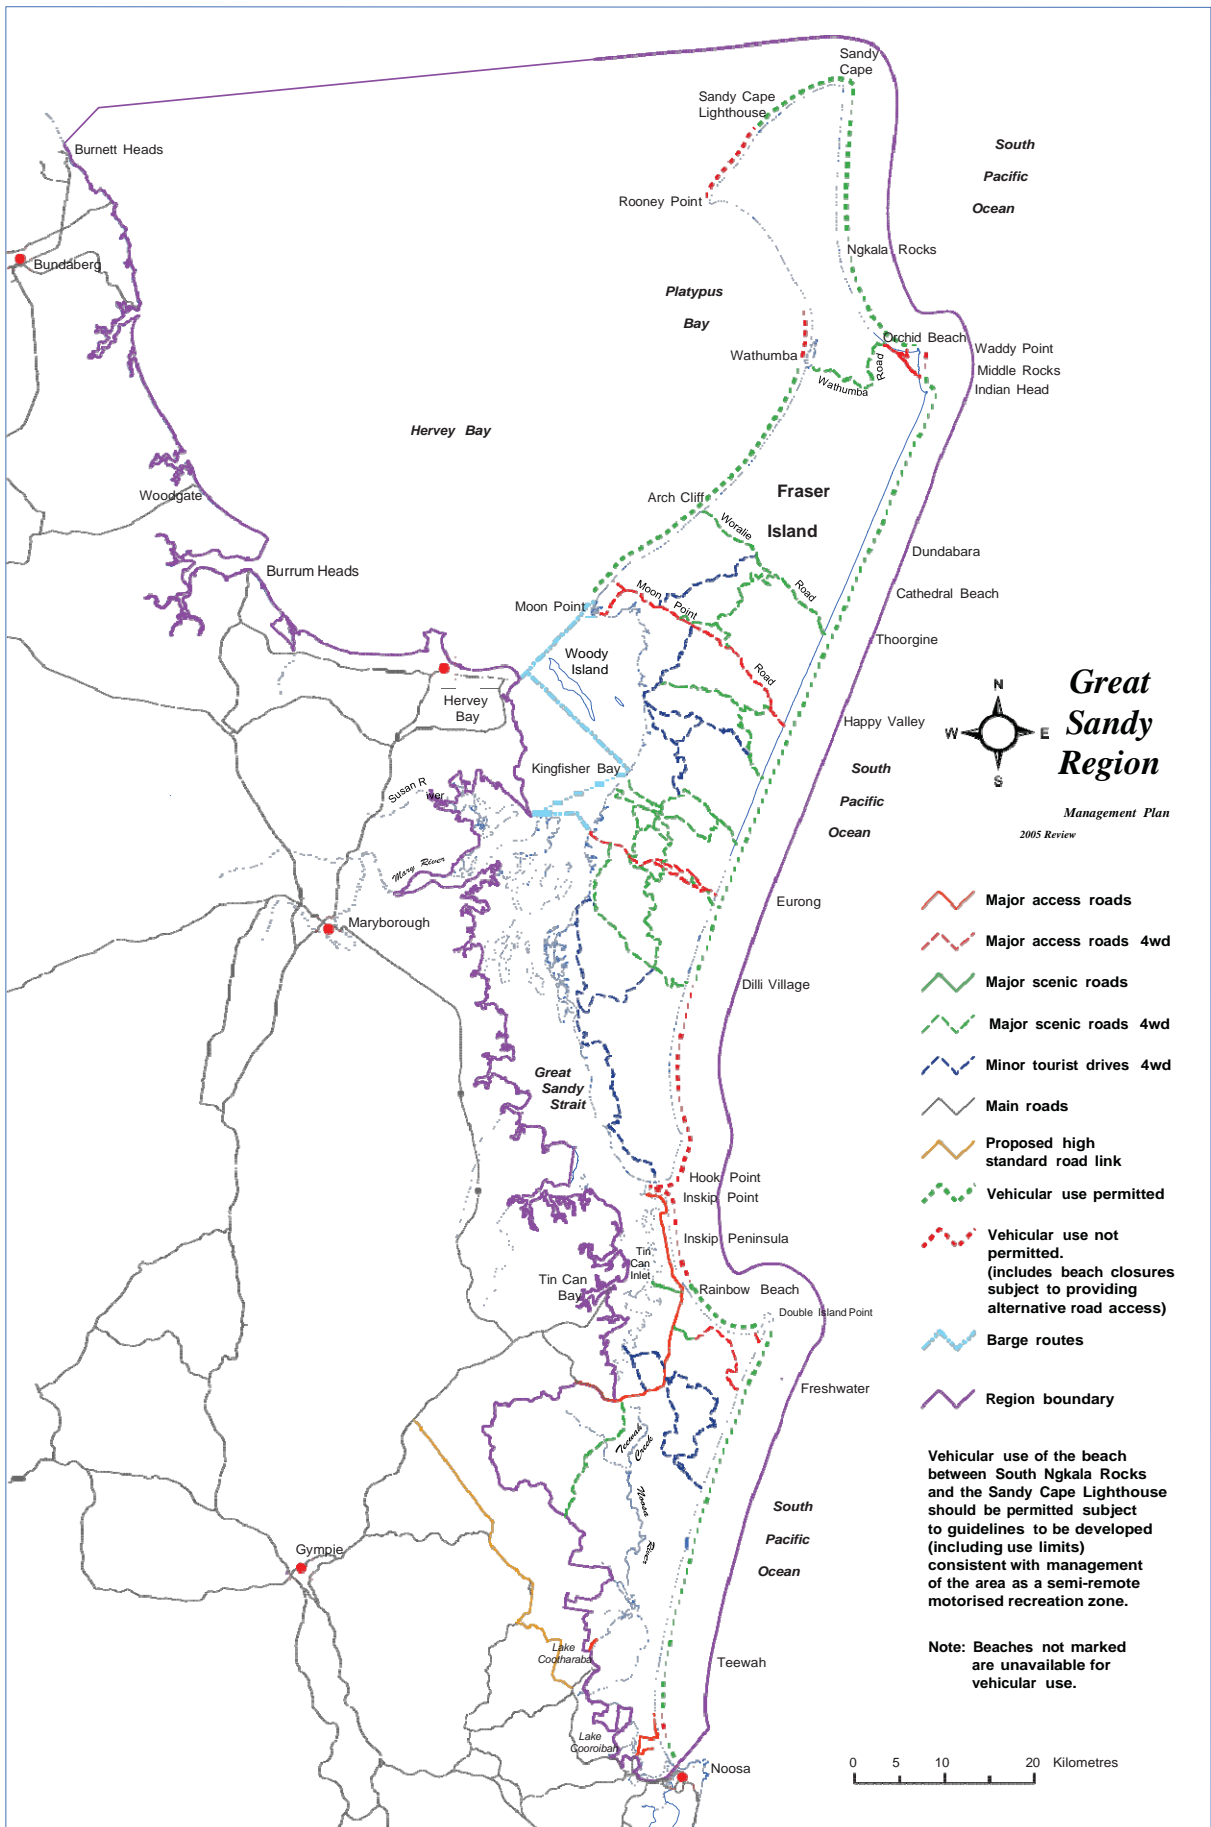 Sandy
Cape
Sandy Cape
Lighthouse
South
Pacific
Ocean
Burnett Heads
Rooney Point
Ngkala Rocks
Bundaberg
Platypus
Bay
Orchid Beach
Waddy Point
Wathumba
Road
Middle Rocks
Wathumba
Indian Head
Hervey Bay
Fraser
Island
Arch Cliff
Woodgate
Woralie
Road
Dundabara
Burrum Heads
Cathedral Beach
Moon Point
Moon
Point
Road
Thoorgine
Woody
Island
Hervey
Bay
Happy Valley
N
W
E
S
Great
Sandy
Region
Management Plan
2005 Review
Kingfisher Bay
South
Pacific
Ocean
Susan R
iver
Mary River
Eurong
Maryborough
Dilli Village
Major access roads
Major access roads 4wd
Major scenic roads
Major scenic roads 4wd
Minor tourist drives 4wd
Main roads
Proposed high
standard road link
Vehicular use permitted
Vehicular use not
permitted.
(includes beach closures
subject to providing
alternative road access)
Barge routes
Region boundary
Great
Sandy
Strait
Hook Point
Inskip Point
Inskip Peninsula
Tin
Can
Inlet
Tin Can
Bay
Rainbow Beach
Double Island Point
Freshwater
Teewah
Creek
Noosa
River
South
Pacific
Ocean
Gympie
Vehicular use of the beach
between South Ngkala Rocks
and the Sandy Cape Lighthouse
should be permitted subject
to guidelines to be developed
(including use limits)
consistent with management
of the area as a semi-remote
motorised recreation zone.
Note: Beaches not marked
are unavailable for
vehicular use.
Lake
Cootharaba
Teewah
Lake
Cooroibah
Noosa
0 5 10 20 Kilometres